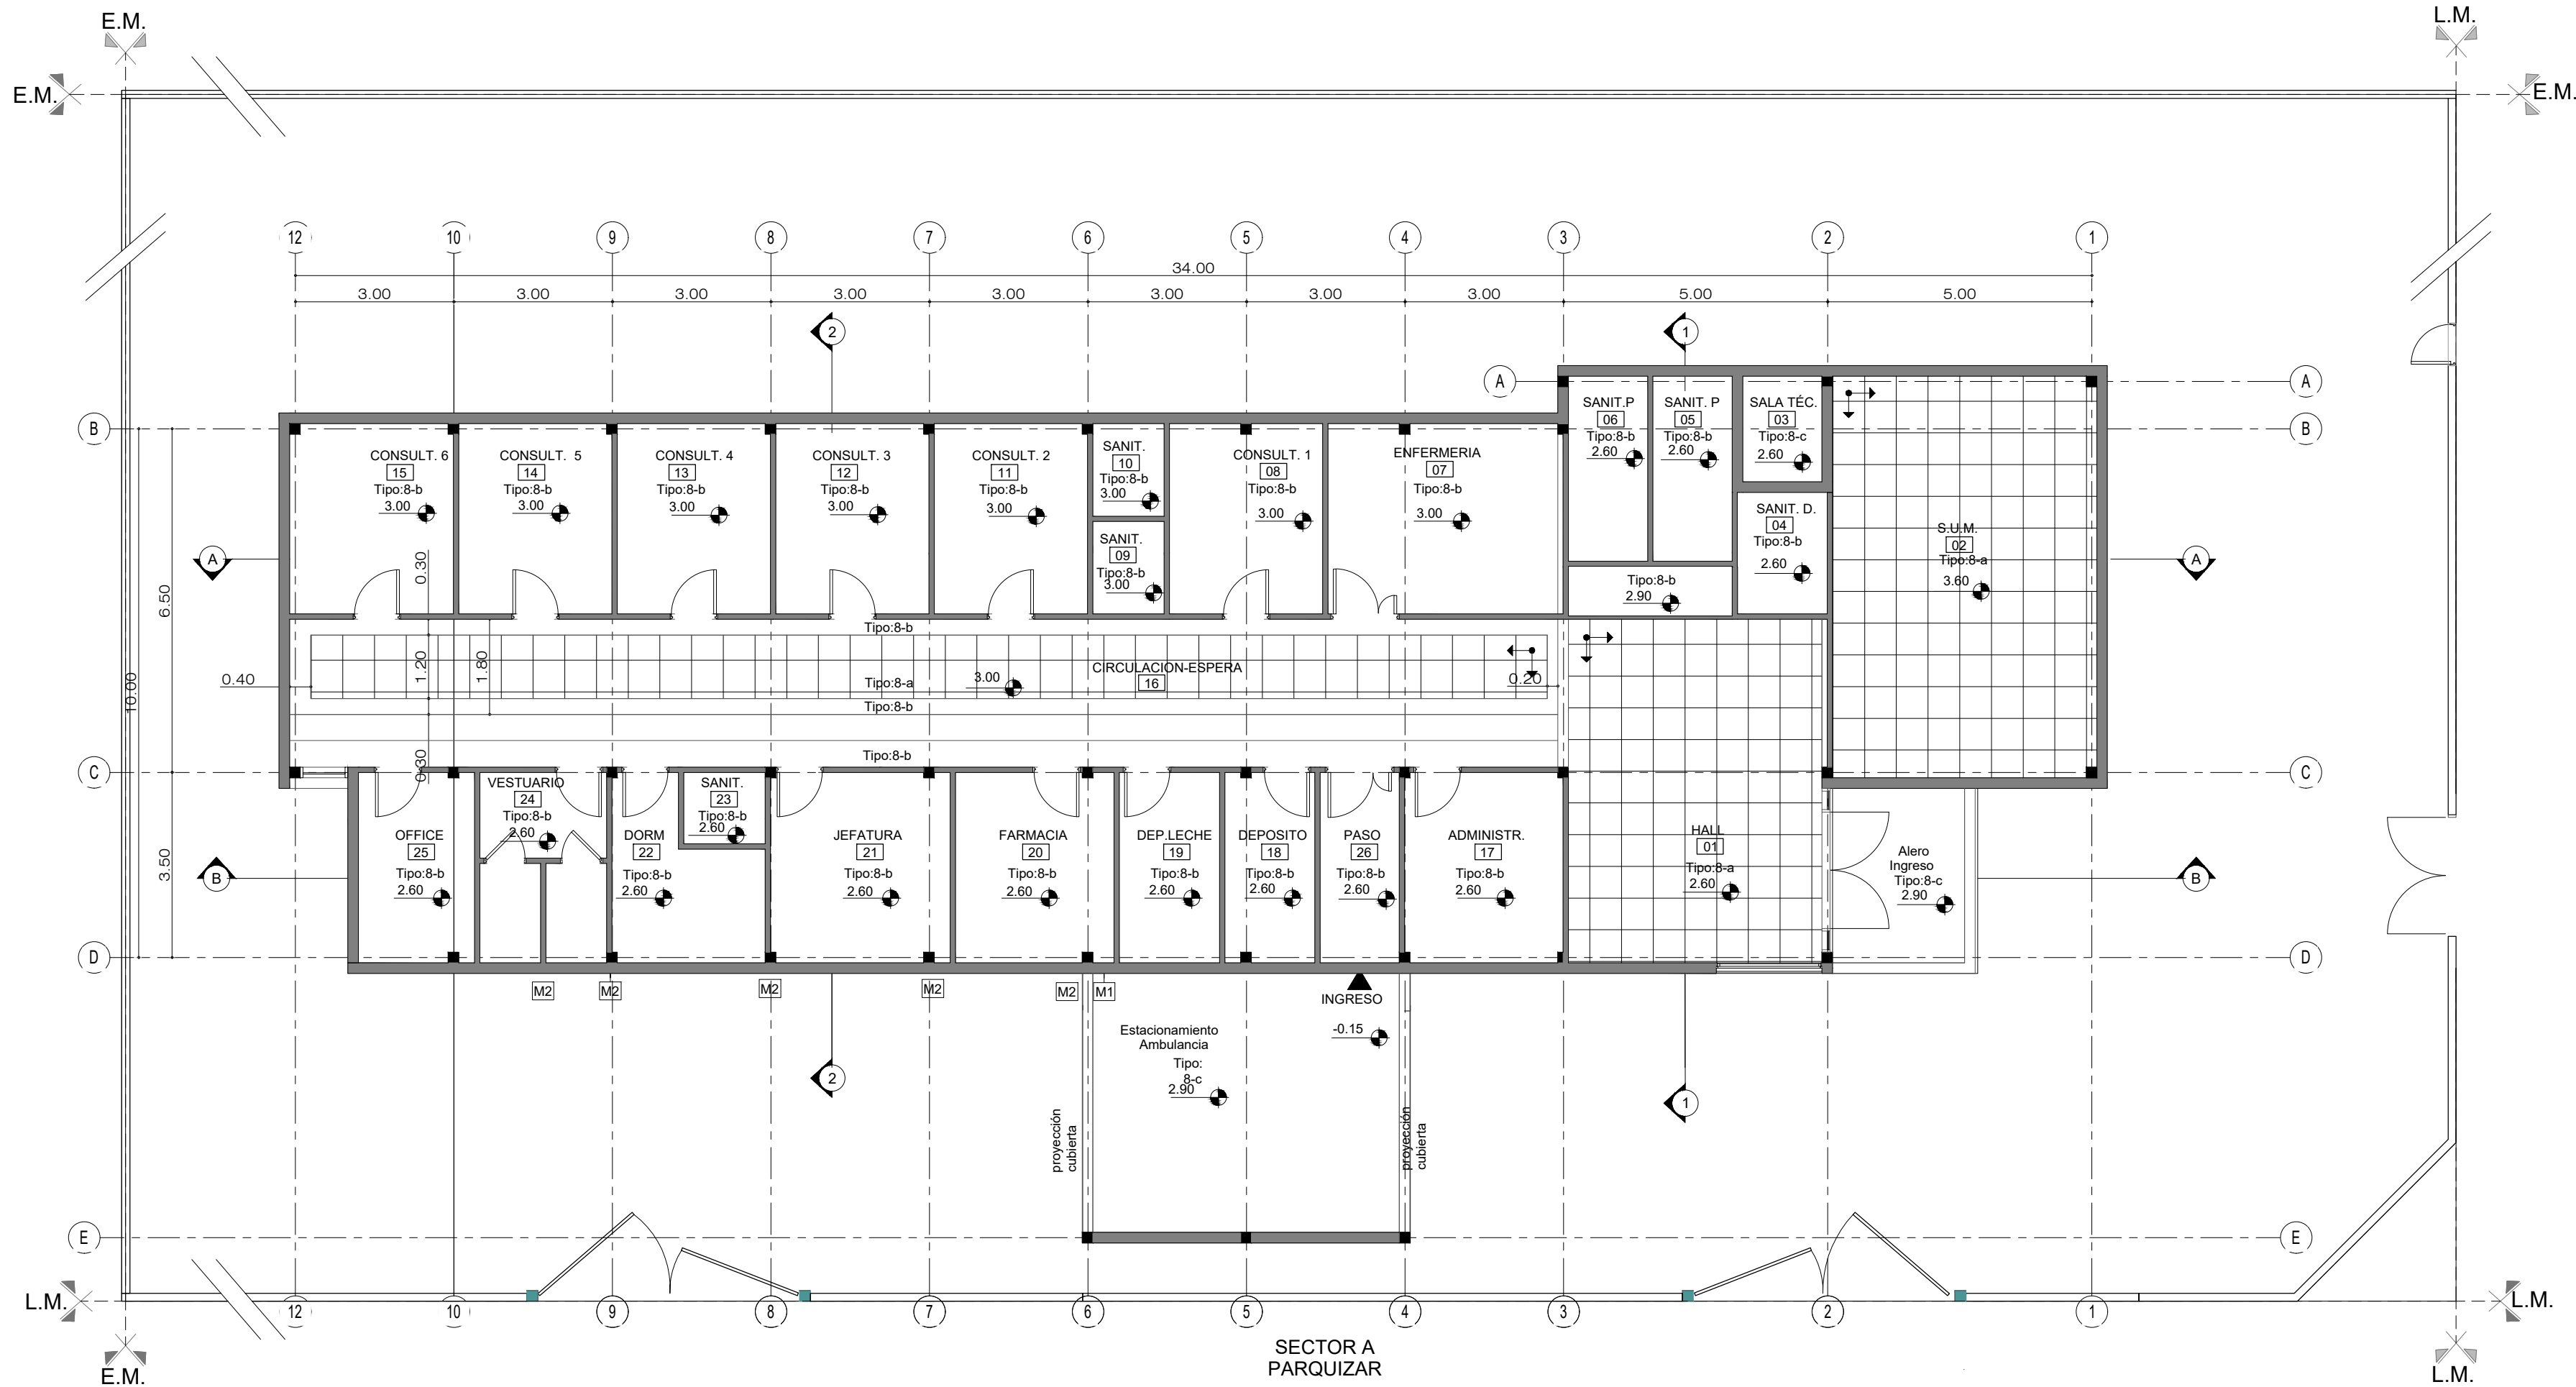 E.M.
L.M.
E.M.
E.M.
12
10
9
8
7
6
5
4
3
2
1
34.00
3.00
3.00
3.00
3.00
3.00
3.00
3.00
3.00
5.00
5.00
2
1
A
A
B
B
SANIT.P
06
Tipo:8-b
2.60
SANIT. P
05
Tipo:8-b
2.60
SALA TÉC.
03
Tipo:8-c
2.60
CONSULT. 6
15
Tipo:8-b
3.00
CONSULT. 5
14
Tipo:8-b
3.00
CONSULT. 4
13
Tipo:8-b
3.00
CONSULT. 3
12
Tipo:8-b
3.00
CONSULT. 2
11
Tipo:8-b
3.00
SANIT.
10
Tipo:8-b
3.00
SANIT.
09
Tipo:8-b
3.00
CONSULT. 1
08
Tipo:8-b
3.00
ENFERMERIA
07
Tipo:8-b
3.00
SANIT. D.
04
Tipo:8-b
2.60
S.U.M.
02
Tipo:8-a
3.60
Tipo:8-b
2.90
A
A
6.50
10.00
3.50
0.30
1.20
1.80
0.30
0.40
0.20
Tipo:8-b
CIRCULACION-ESPERA
16
Tipo:8-a
3.00
Tipo:8-b
Tipo:8-b
C
C
OFFICE
25
Tipo:8-b
2.60
VESTUARIO
24
Tipo:8-b
2.60
DORM
22
Tipo:8-b
2.60
SANIT.
23
Tipo:8-b
2.60
JEFATURA
21
Tipo:8-b
2.60
FARMACIA
20
Tipo:8-b
2.60
DEP.LECHE
19
Tipo:8-b
2.60
DEPOSITO
18
Tipo:8-b
2.60
PASO
26
Tipo:8-b
2.60
ADMINISTR.
17
Tipo:8-b
2.60
HALL
01
Tipo:8-a
2.60
Alero
Ingreso
Tipo:8-c
2.90
B
B
D
D
M2
M2
M2
M2
M2
M1
INGRESO
-0.15
Estacionamiento
Ambulancia
Tipo:
8-c
2.90
2
1
proyección
cubierta
proyección
cubierta
E
E
L.M.
L.M.
12
10
9
8
7
6
5
4
3
2
1
SECTOR A
PARQUIZAR
E.M.
L.M.